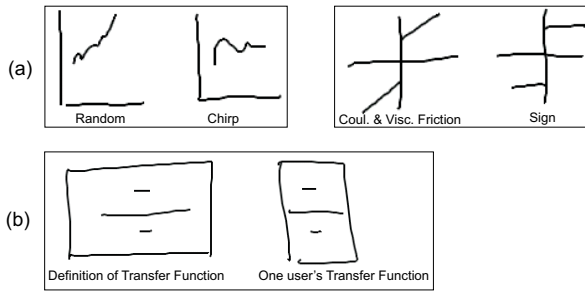 (a)
Random
Chirp
Coul. & Visc. Friction
Sign
(b)
Definition of Transfer Function
One user's Transfer Function